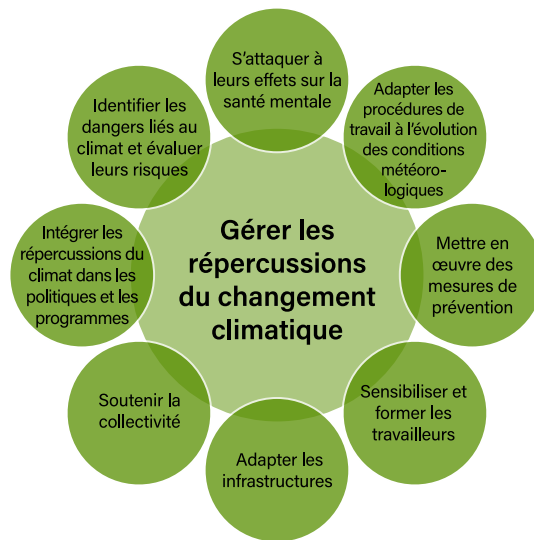 S'attaquer à
leurs effets sur la
santé mentale
Adapter les
procédures de
travail à l'évolution
des conditions
météoro-
logiques
Mettre en
œuvre des
mesures de
prévention
Sensibiliser et
former les
travailleurs
Adapter les
infrastructures
Soutenir la
collectivité
Intégrer les
répercussions du
climat dans les
politiques et les
programmes
Identifier les
dangers liés au
climat et évaluer
leurs risques
Gérer les
répercussions
du changement
climatique